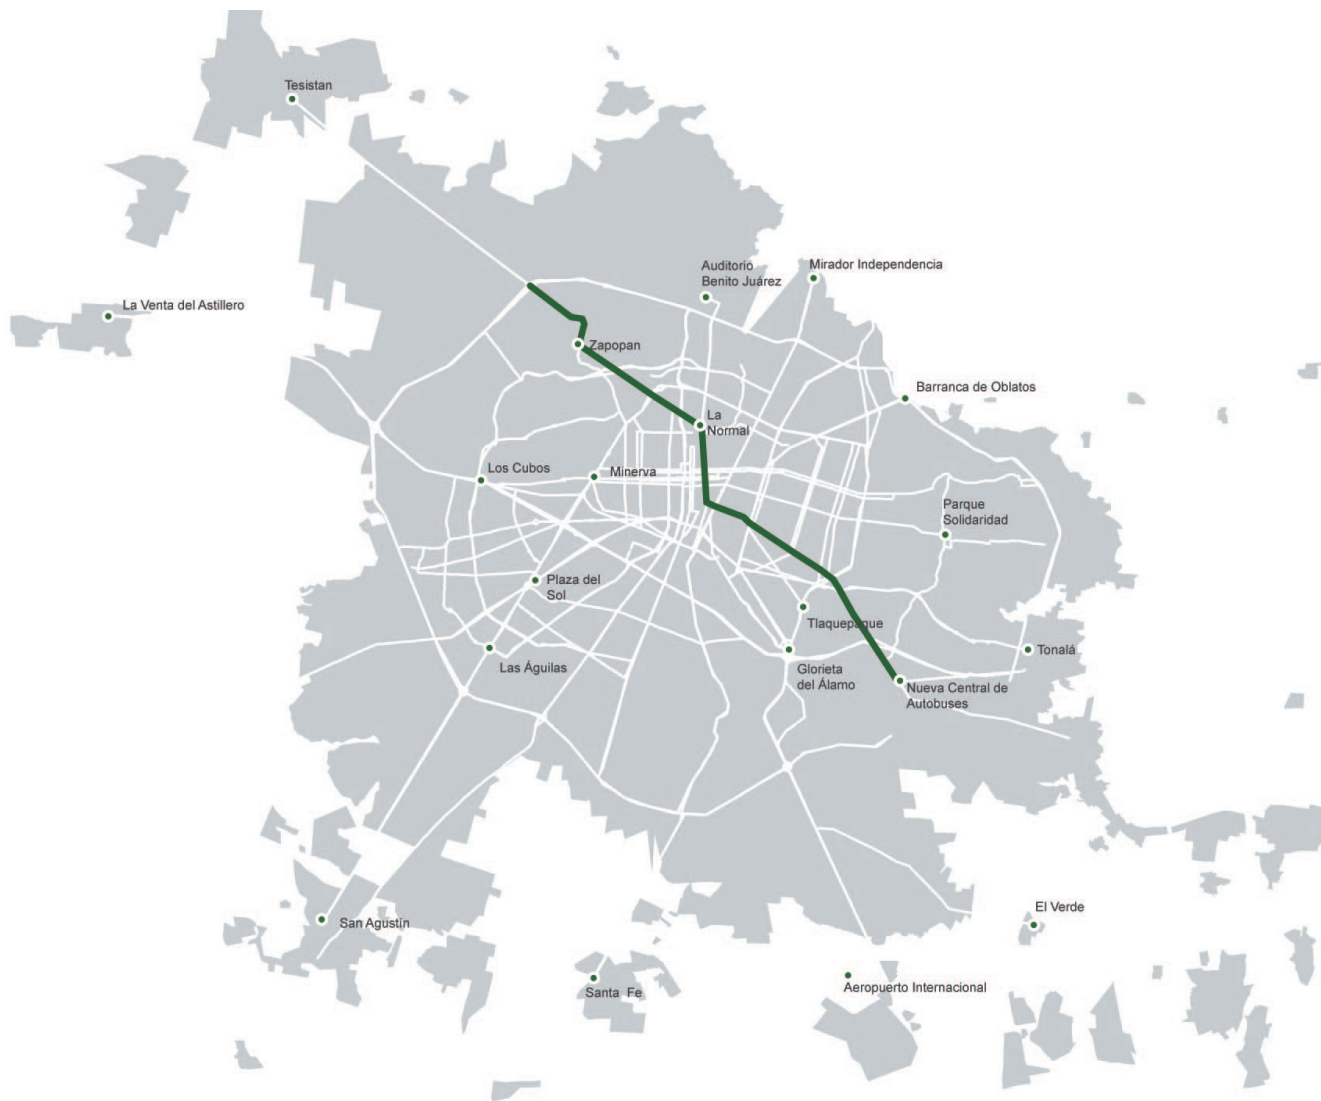 Tesistan
Auditorio
Benito Juárez
Mirador Independencia
La Venta del Astillero
Zapopan
Barranca de Oblatos
La
Normal
Los Cubos
Minerva
Parque
Solidaridad
Plaza del
Sol
Tlaquepaque
Las Águilas
Glorieta
del Álamo
Tonalá
Nueva Central de
Autobuses
San Agustín
El Verde
Santa Fe
Aeropuerto Internacional